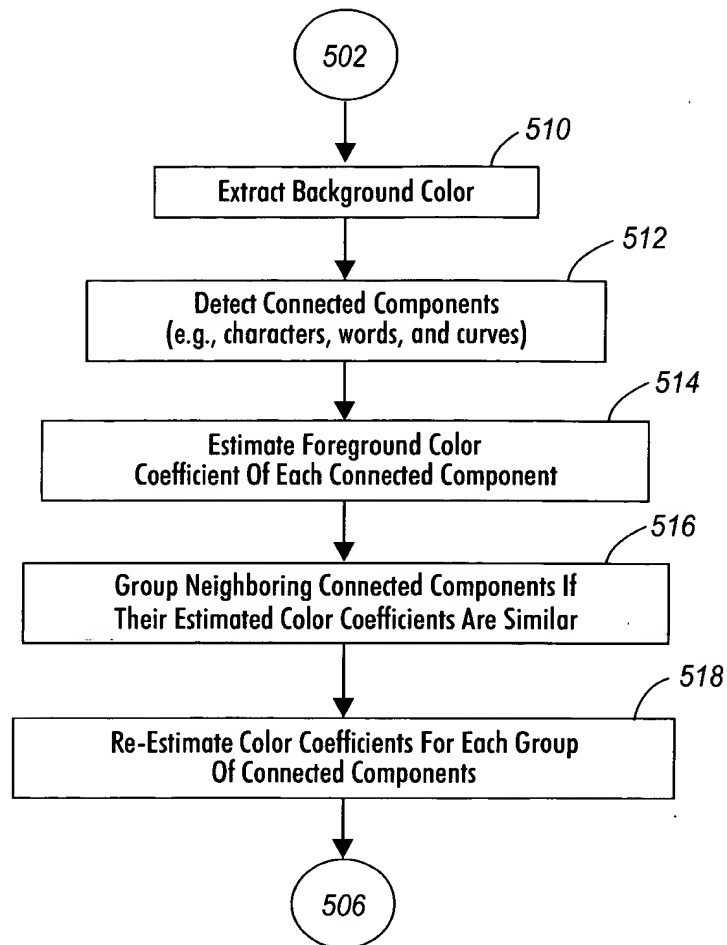 502
510
Extract Background Color
512
Detect Connected Components
(e.g., characters, words, and curves)
514
Estimate Foreground Color
Coefficient Of Each Connected Component
516
Group Neighboring Connected Components If
Their Estimated Color Coefficients Are Similar
518
Re-Estimate Color Coefficients For Each Group
Of Connected Components
506